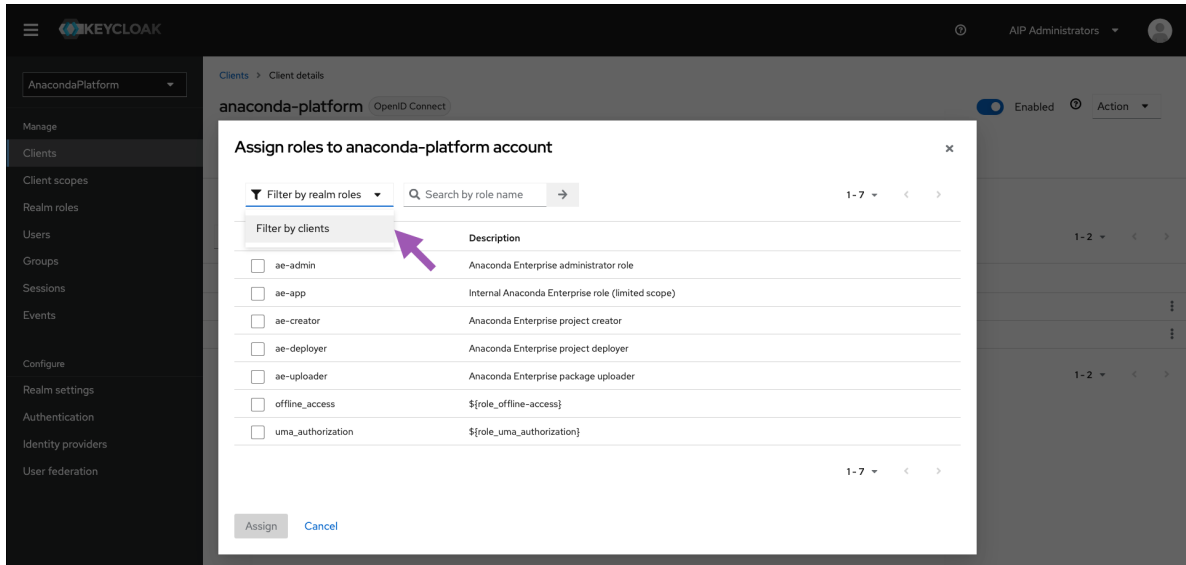 KEYCLOAK
AIP Administrators
AnacondaPlatform
Manage
Clients
Client scopes
Realm roles
Users
Groups
Sessions
Events
Configure
Realm settings
Authentication
Identity providers
User federation
Clients > Client details
anaconda-platform OpenID Connect
Enabled Action
1 - 2
1 - 2
Assign roles to anaconda-platform account
Filter by realm roles Search by role name 1 - 7
Filter by clients
Description
ae-admin Anaconda Enterprise administrator role
ae-app Internal Anaconda Enterprise role (limited scope)
ae-creator Anaconda Enterprise project creator
ae-deployer Anaconda Enterprise project deployer
ae-uploader Anaconda Enterprise package uploader
offline_access ${role_offline-access}
uma_authorization ${role_uma_authorization}
1 - 7
Assign Cancel